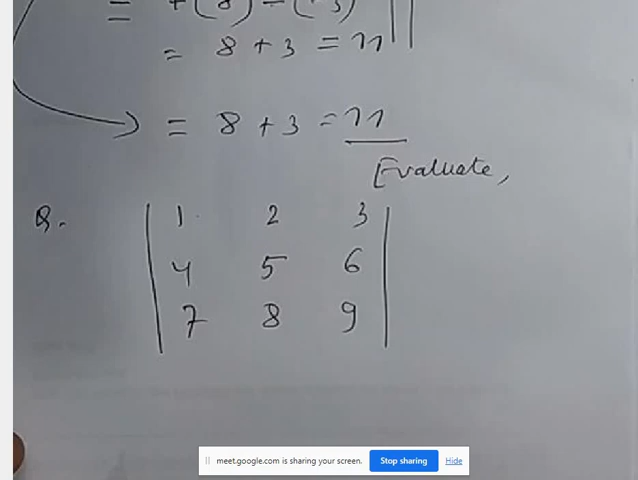 = 8 + 3 = 11
= 8 + 3 = 11
Evaluate,
Q. | 1 2 3 |
4 5 6
7 8 9
meet.google.com is sharing your screen. Stop sharing Hide